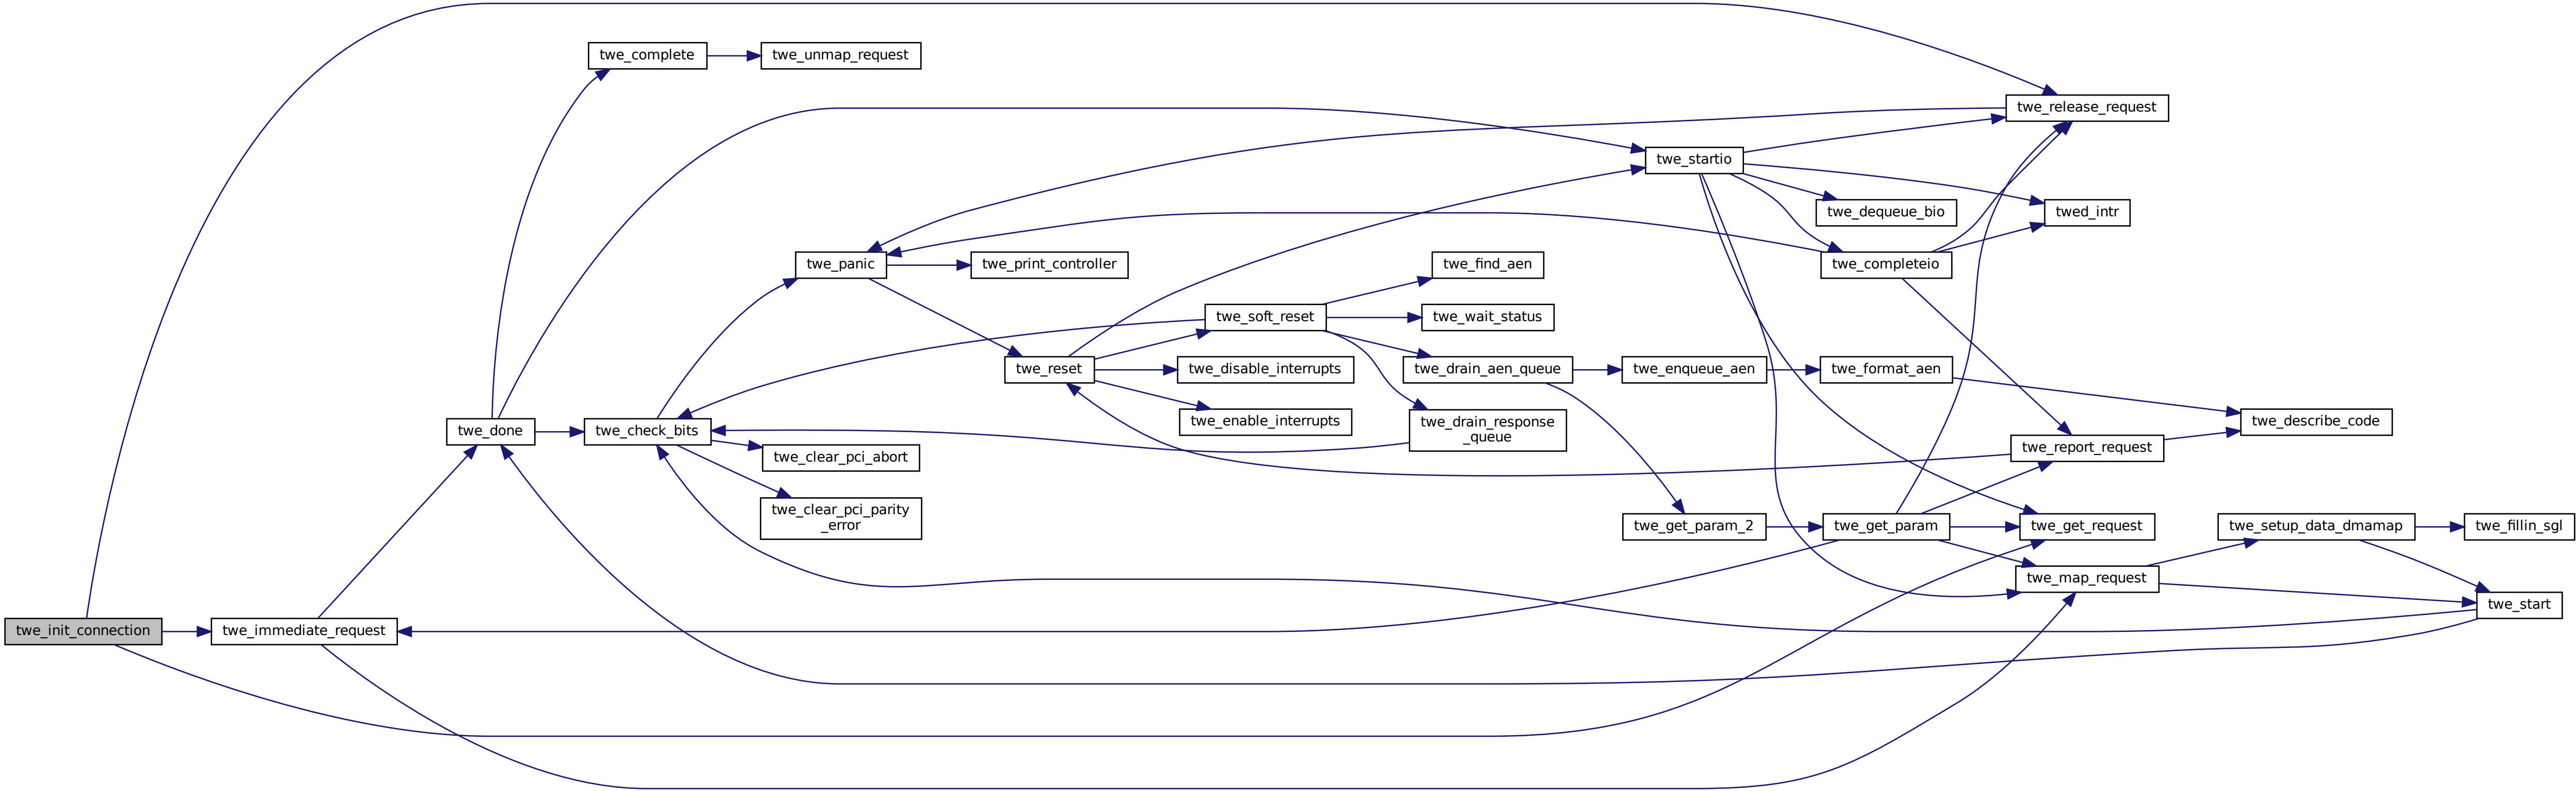 twe_complete
twe_unmap_request
twe_release_request
twe_startio
twe_dequeue_bio
twed_intr
twe_panic
twe_print_controller
twe_find_aen
twe_completeio
twe_soft_reset
twe_wait_status
twe_reset
twe_disable_interrupts
twe_drain_aen_queue
twe_enqueue_aen
twe_format_aen
twe_enable_interrupts
twe_drain_response
_queue
twe_describe_code
twe_done
twe_check_bits
twe_clear_pci_abort
twe_report_request
twe_clear_pci_parity
_error
twe_get_param_2
twe_get_param
twe_get_request
twe_setup_data_dmamap
twe_fillin_sgl
twe_map_request
twe_start
twe_init_connection
twe_immediate_request